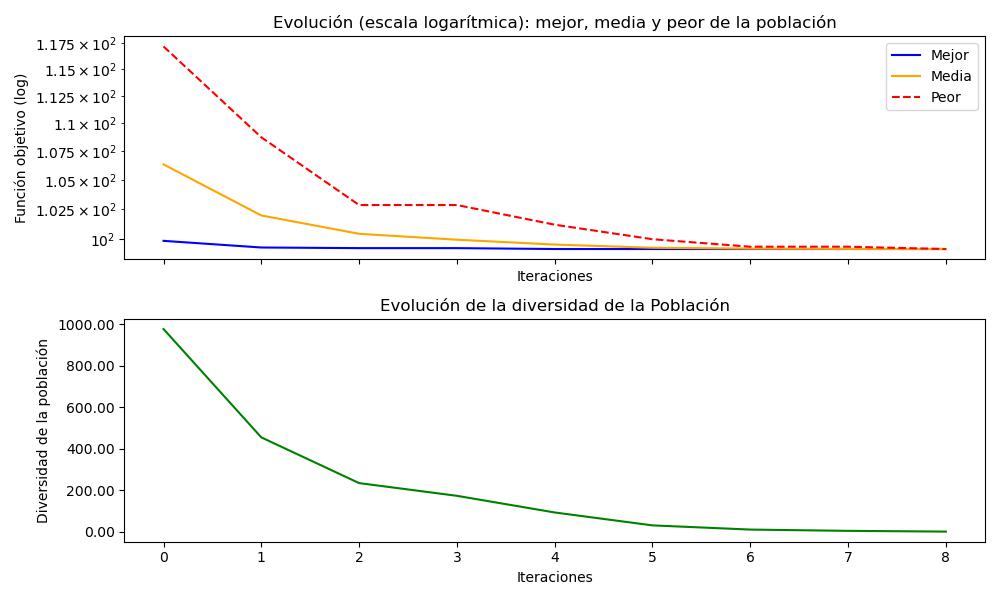 Evolución (escala logarítmica): mejor, media y peor de la población
Función objetivo (log)
1.175 × 10²
1.15 × 10²
1.125 × 10²
1.1 × 10²
1.075 × 10²
1.05 × 10²
1.025 × 10²
10²
Mejor
Media
Peor
Iteraciones
Evolución de la diversidad de la Población
Diversidad de la población
1000.00
800.00
600.00
400.00
200.00
0.00
0 1 2 3 4 5 6 7 8
Iteraciones